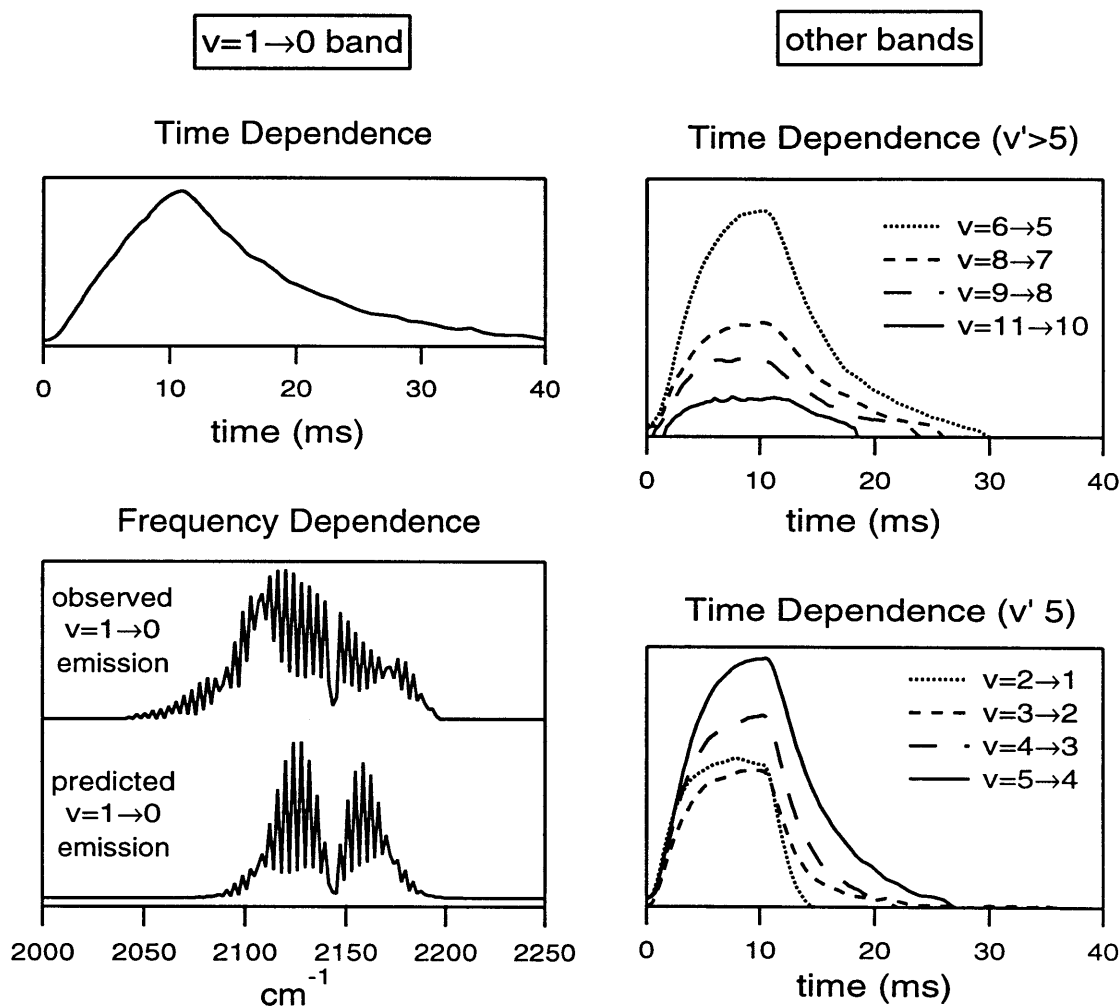 v=1→0 band
Time Dependence
0 10 20 30 40
time (ms)
Frequency Dependence
observed
v=1→0
emission
predicted
v=1→0
emission
2000 2050 2100 2150 2200 2250
cm⁻¹
other bands
Time Dependence (v'>5)
v=6→5
v=8→7
v=9→8
v=11→10
0 10 20 30 40
time (ms)
Time Dependence (v' 5)
v=2→1
v=3→2
v=4→3
v=5→4
0 10 20 30 40
time (ms)